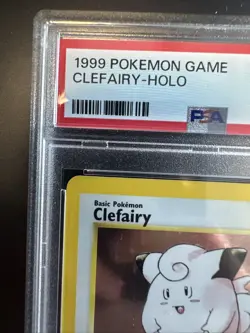 1999 POKEMON GAME
CLEFAIRY-HOLO
PSA
Basic Pokémon
Clefairy